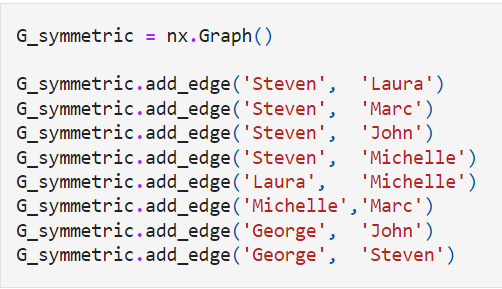 G_symmetric = nx.Graph()
G_symmetric.add_edge('Steven', 'Laura')
G_symmetric.add_edge('Steven', 'Marc')
G_symmetric.add_edge('Steven', 'John')
G_symmetric.add_edge('Steven', 'Michelle')
G_symmetric.add_edge('Laura', 'Michelle')
G_symmetric.add_edge('Michelle','Marc')
G_symmetric.add_edge('George', 'John')
G_symmetric.add_edge('George', 'Steven')